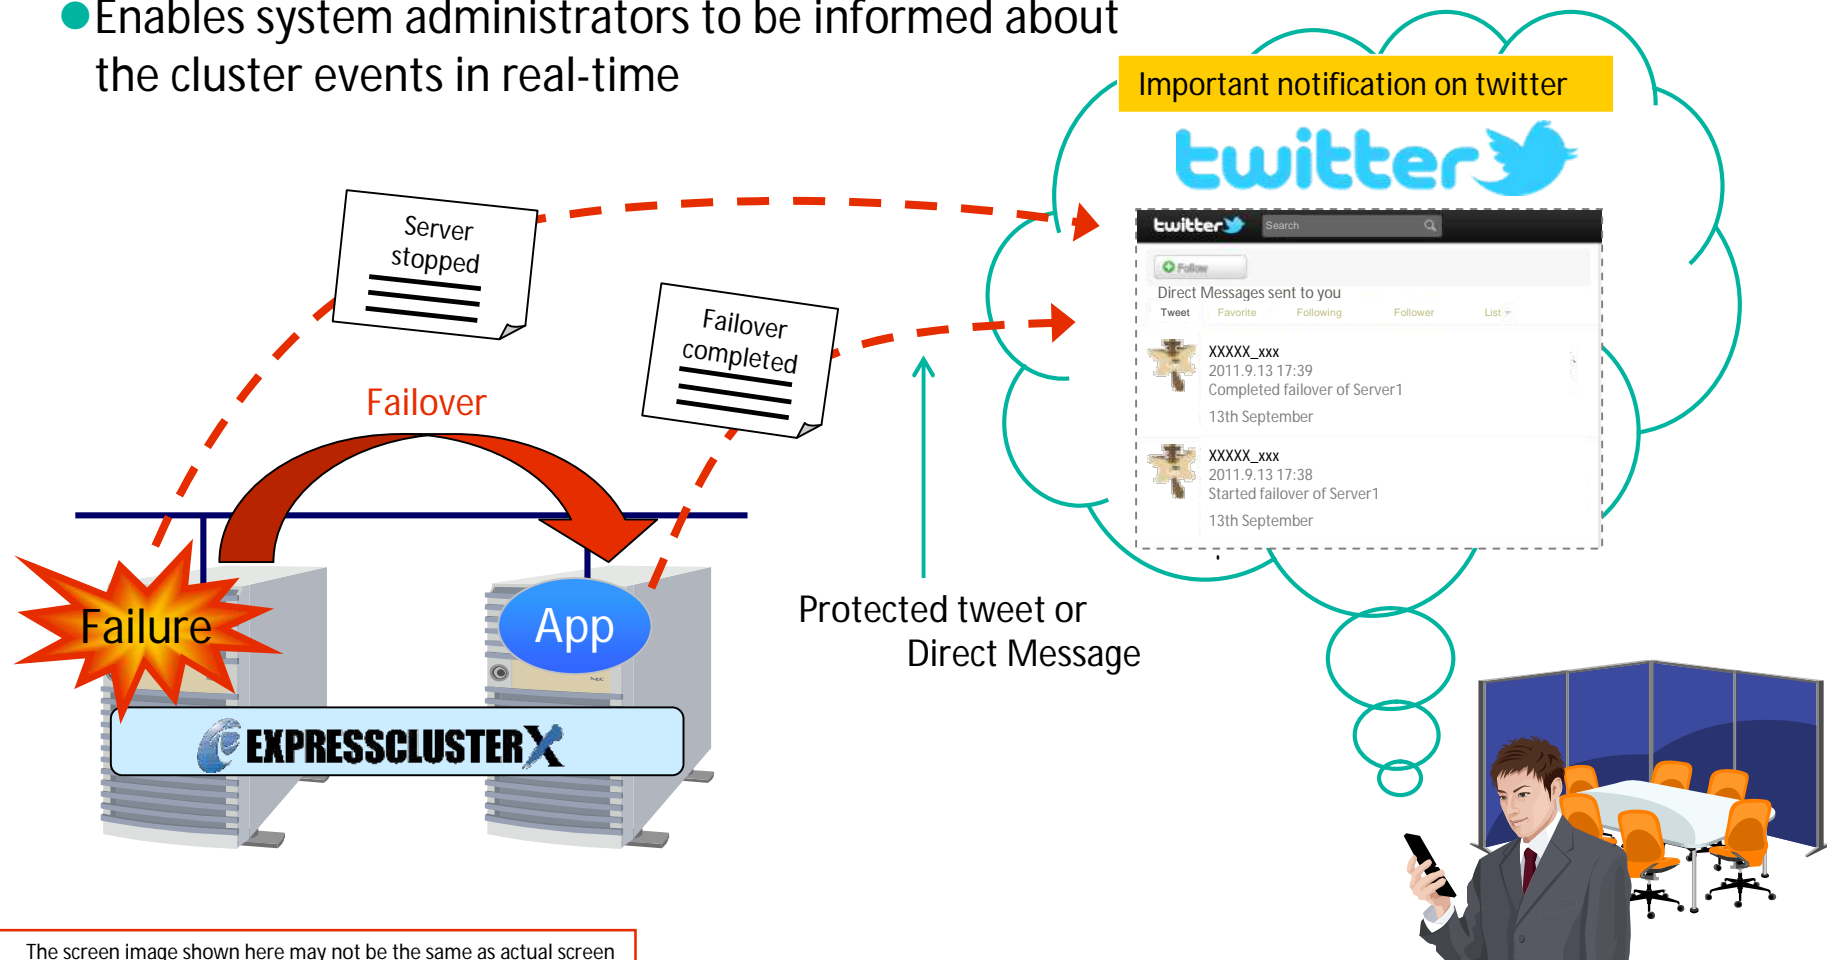 Enables system administrators to be informed about
the cluster events in real-time
Important notification on twitter
twitter
Server
stopped
twitter
Search
Follow
Direct Messages sent to you
Tweet Favorite Following Follower List
Failover
completed
XXXXX_xxx
2011.9.13 17:39
Completed failover of Server1
13th September
Failover
XXXXX_xxx
2011.9.13 17:38
Started failover of Server1
13th September
Failure
App
Protected tweet or
Direct Message
NEC
EXPRESSCLUSTER X
The screen image shown here may not be the same as actual screen